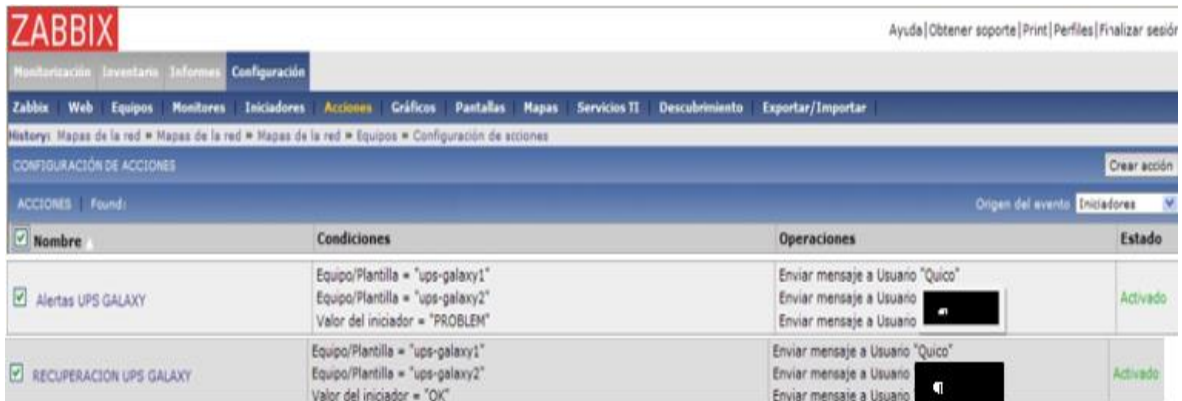 ZABBIX
Ayuda|Obtener soporte|Print|Perfiles|Finalizar sesión
Monitorización Inventario Informes Configuración
Zabbix Web Equipos Monitores Iniciadores Acciones Gráficos Pantallas Mapas Servicios TI Descubrimiento Exportar/Importar
History: Mapas de la red » Mapas de la red » Mapas de la red » Equipos » Configuración de acciones
CONFIGURACIÓN DE ACCIONES Crear acción
ACCIONES Found: Origen del evento Iniciadores
Nombre Condiciones Operaciones Estado
Alertas UPS GALAXY
Equipo/Plantilla = "ups-galaxy1"
Equipo/Plantilla = "ups-galaxy2"
Valor del iniciador = "PROBLEM"
Enviar mensaje a Usuario "Quico"
Enviar mensaje a Usuario
Enviar mensaje a Usuario
Activado
RECUPERACION UPS GALAXY
Equipo/Plantilla = "ups-galaxy1"
Equipo/Plantilla = "ups-galaxy2"
Valor del iniciador = "OK"
Enviar mensaje a Usuario "Quico"
Enviar mensaje a Usuario
Enviar mensaje a Usuario
Activado